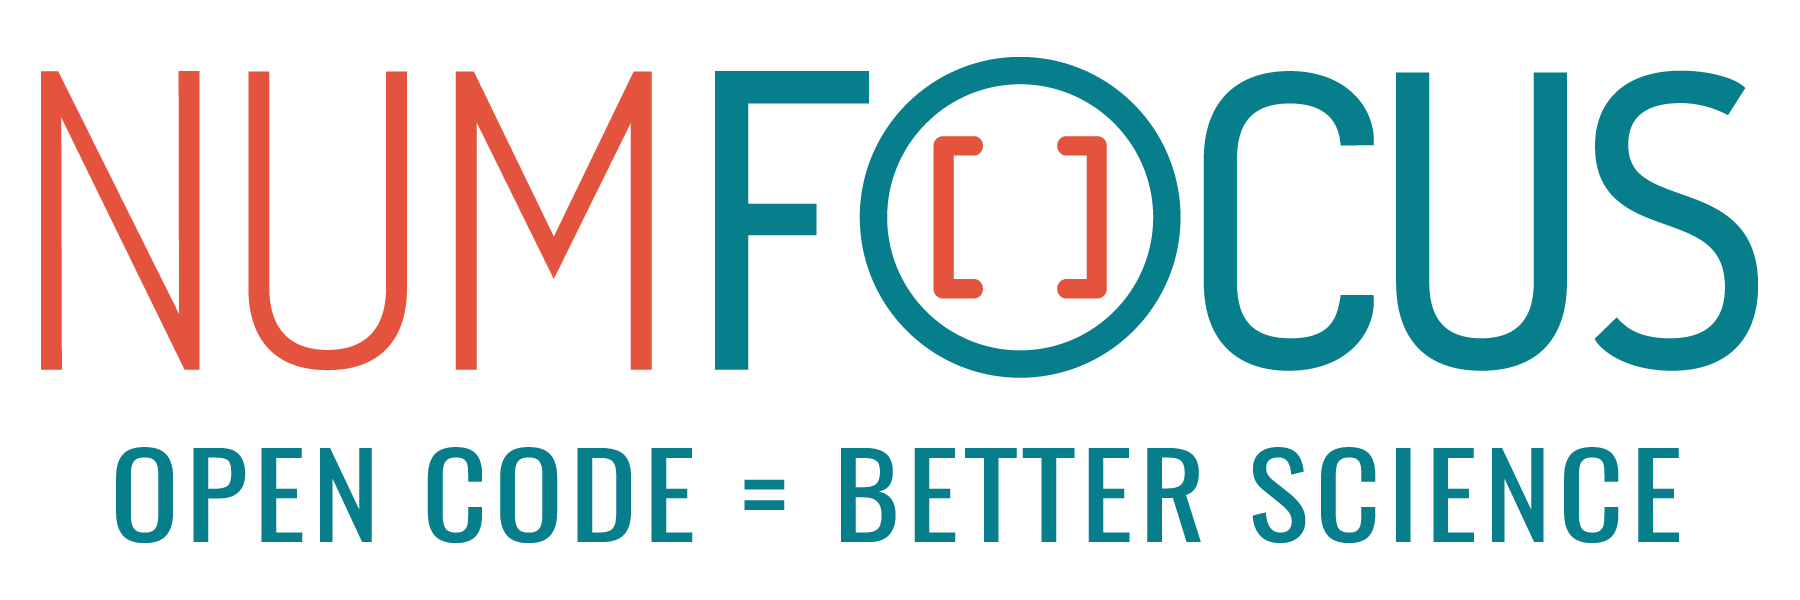 NUMFOCUS
OPEN CODE = BETTER SCIENCE